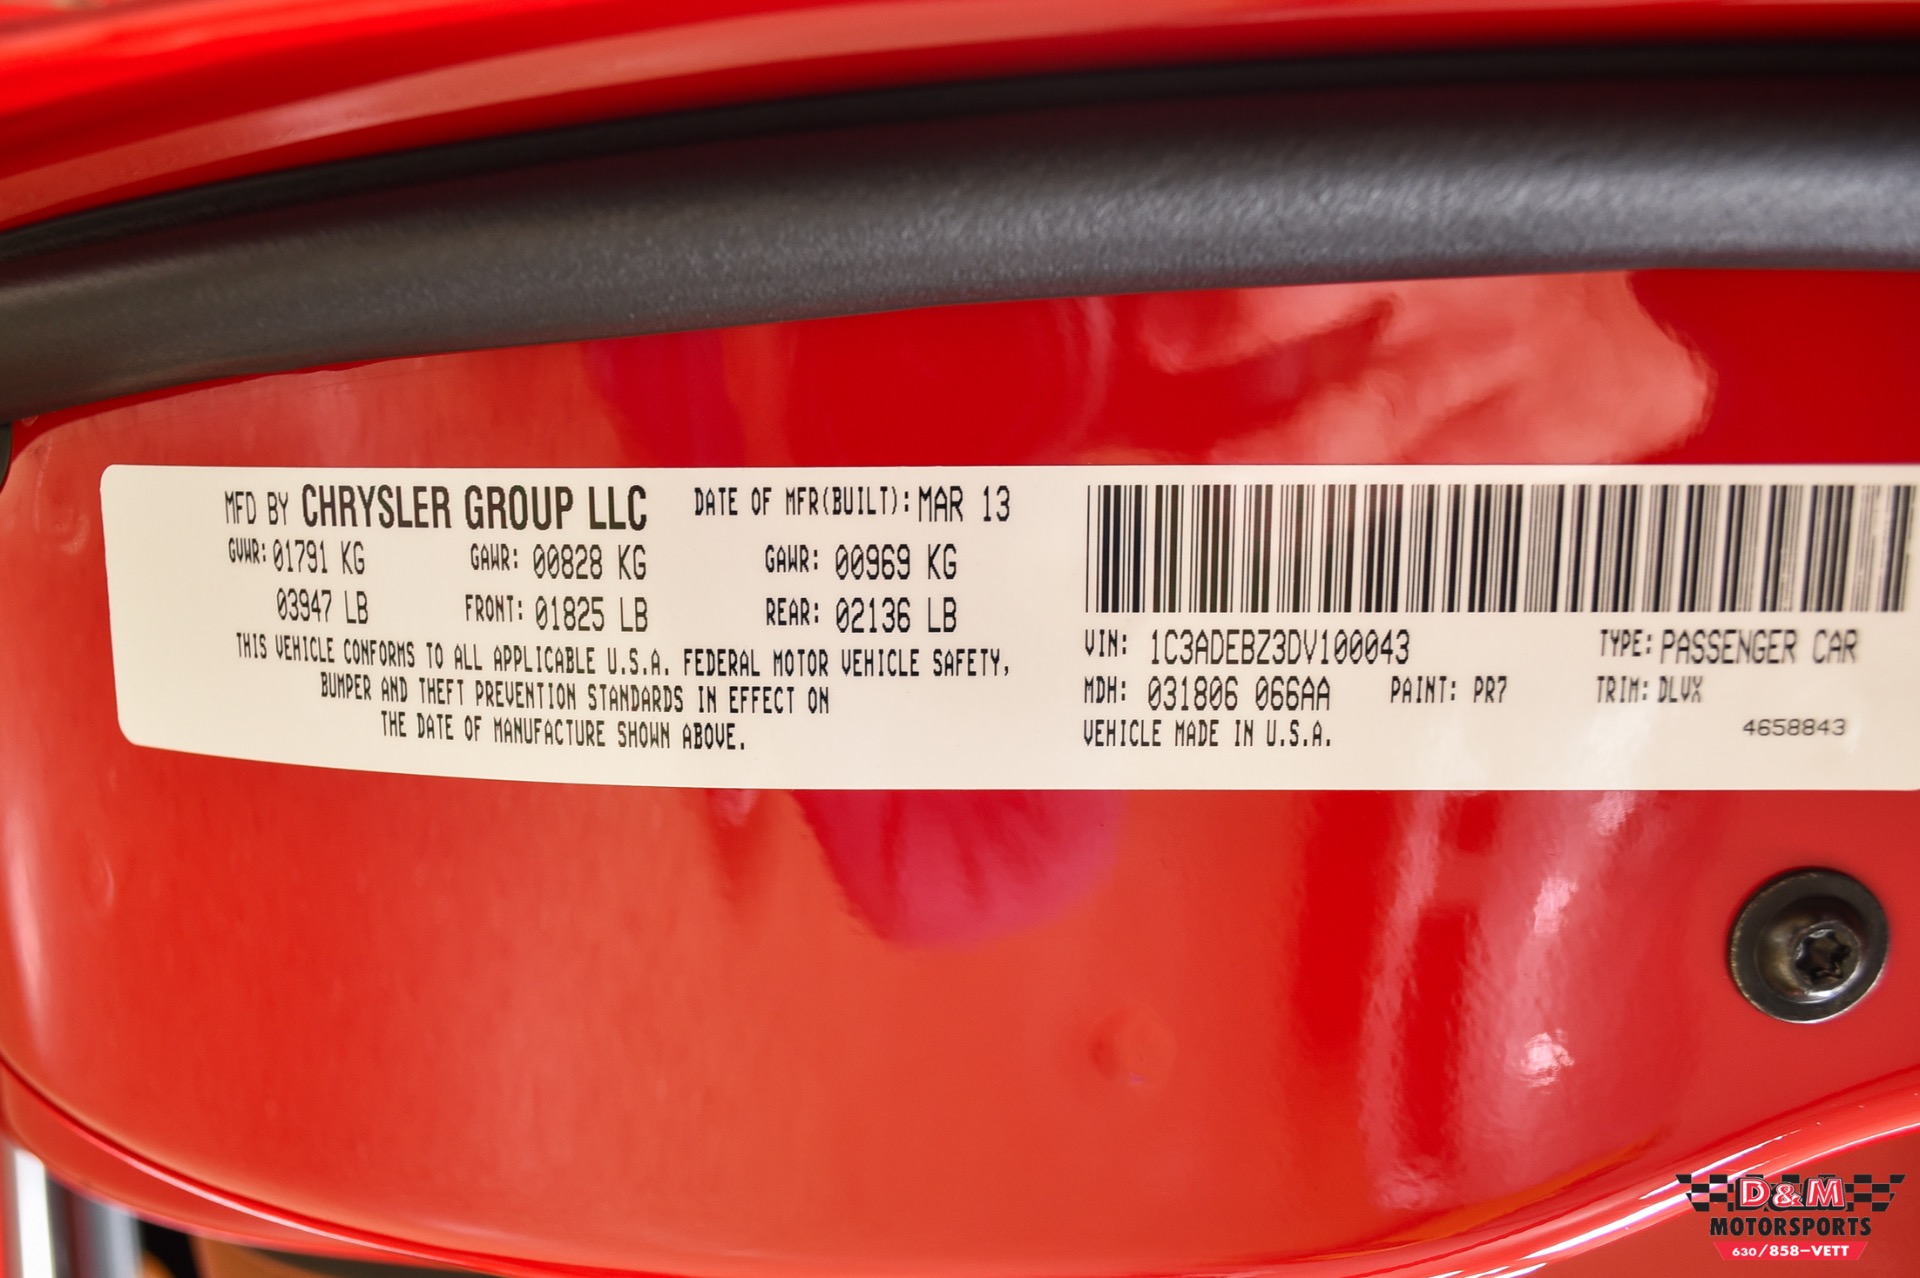 MFD BY CHRYSLER GROUP LLC DATE OF MFR(BUILT): MAR 13
GVWR: 01791 KG GAWR: 00828 KG GAWR: 00969 KG
03947 LB FRONT: 01825 LB REAR: 02136 LB
THIS VEHICLE CONFORMS TO ALL APPLICABLE U.S.A. FEDERAL MOTOR VEHICLE SAFETY,
BUMPER AND THEFT PREVENTION STANDARDS IN EFFECT ON
THE DATE OF MANUFACTURE SHOWN ABOVE.
VIN: 1C3ADEBZ3DV100043 TYPE: PASSENGER CAR
MDH: 031806 066AA PAINT: PR7 TRIM: DLVX
VEHICLE MADE IN U.S.A. 4658843
D&M
MOTORSPORTS
630/858-VETT